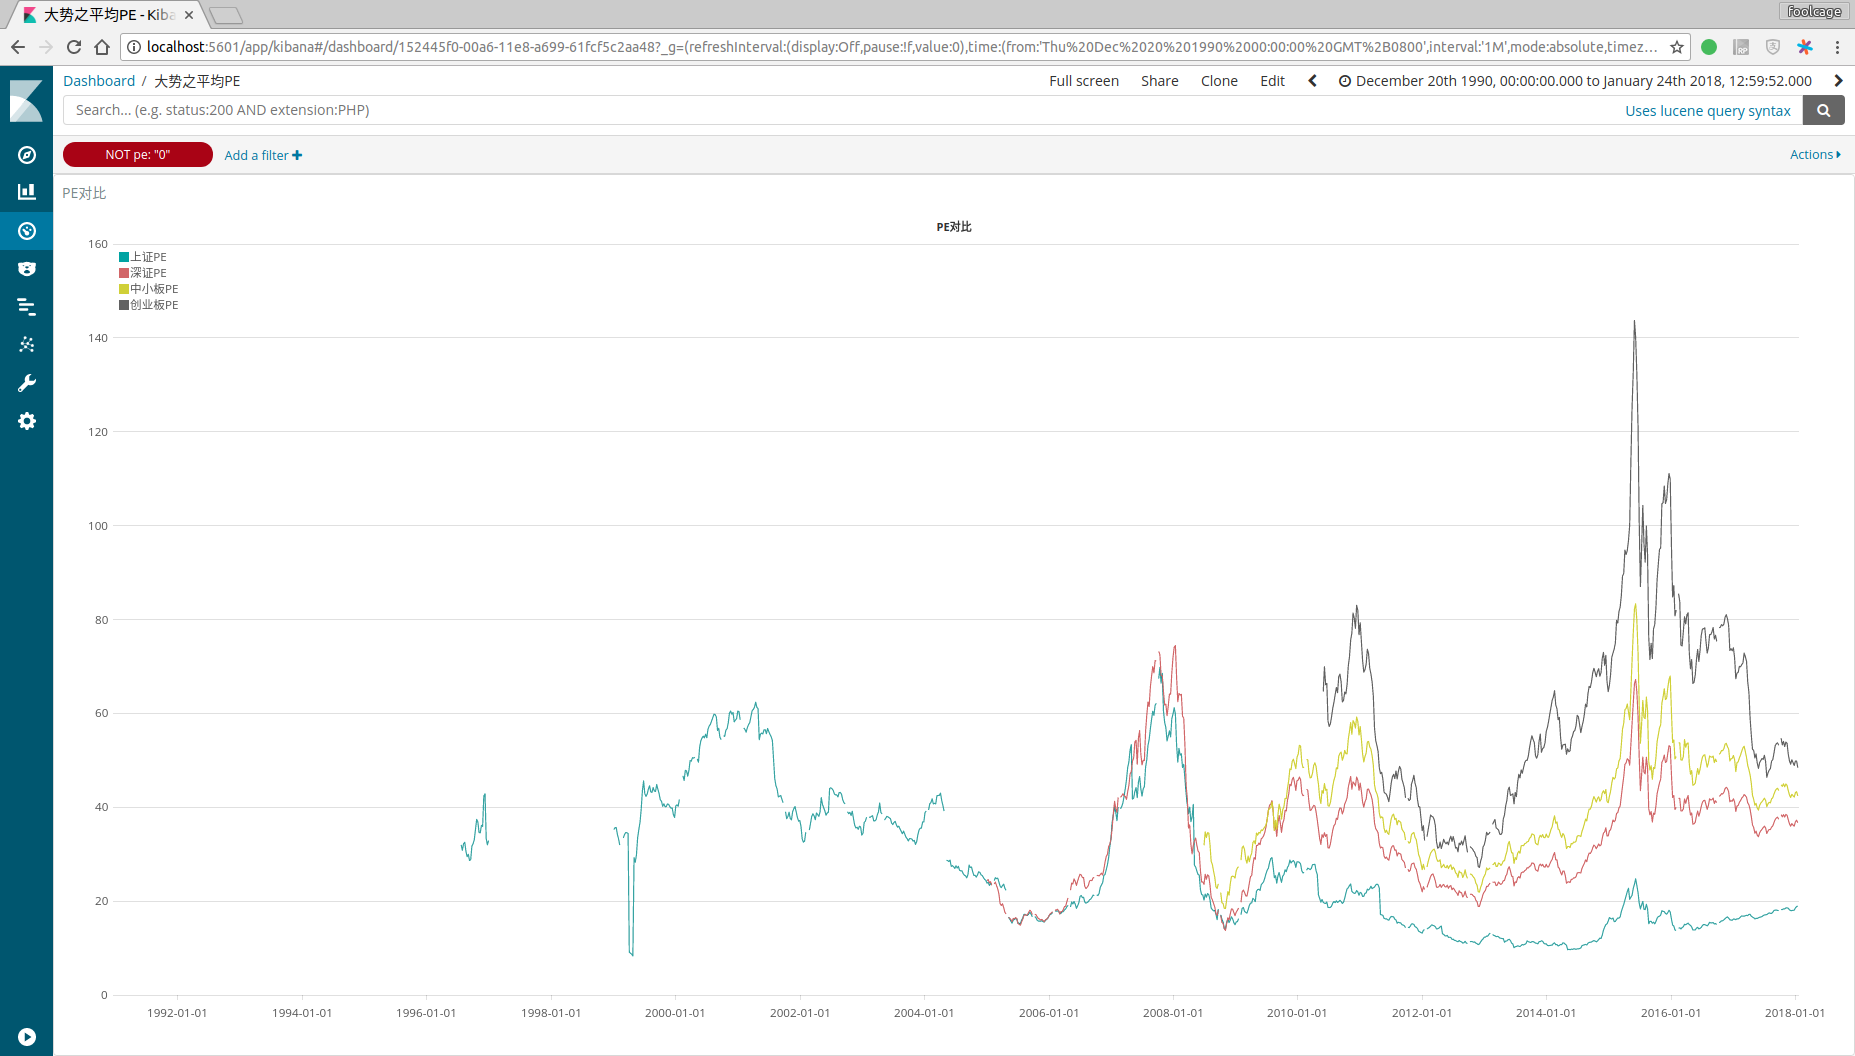 大势之平均PE - Kiba
foolcage
localhost:5601/app/kibana#/dashboard/152445f0-00a6-11e8-a699-61fcf5c2aa48?_g=(refreshInterval:(display:Off,pause:!f,value:0),time:(from:'Thu%20Dec%2020%201990%2000:00:00%20GMT%2B0800',interval:'1M',mode:absolute,timez...
Dashboard / 大势之平均PE
Full screen Share Clone Edit December 20th 1990, 00:00:00.000 to January 24th 2018, 12:59:52.000
Search... (e.g. status:200 AND extension:PHP)
Uses lucene query syntax
NOT pe: "0"
Add a filter +
Actions
PE对比
PE对比
上证PE
深证PE
中小板PE
创业板PE
160
140
120
100
80
60
40
20
0
1992-01-01 1994-01-01 1996-01-01 1998-01-01 2000-01-01 2002-01-01 2004-01-01 2006-01-01 2008-01-01 2010-01-01 2012-01-01 2014-01-01 2016-01-01 2018-01-01